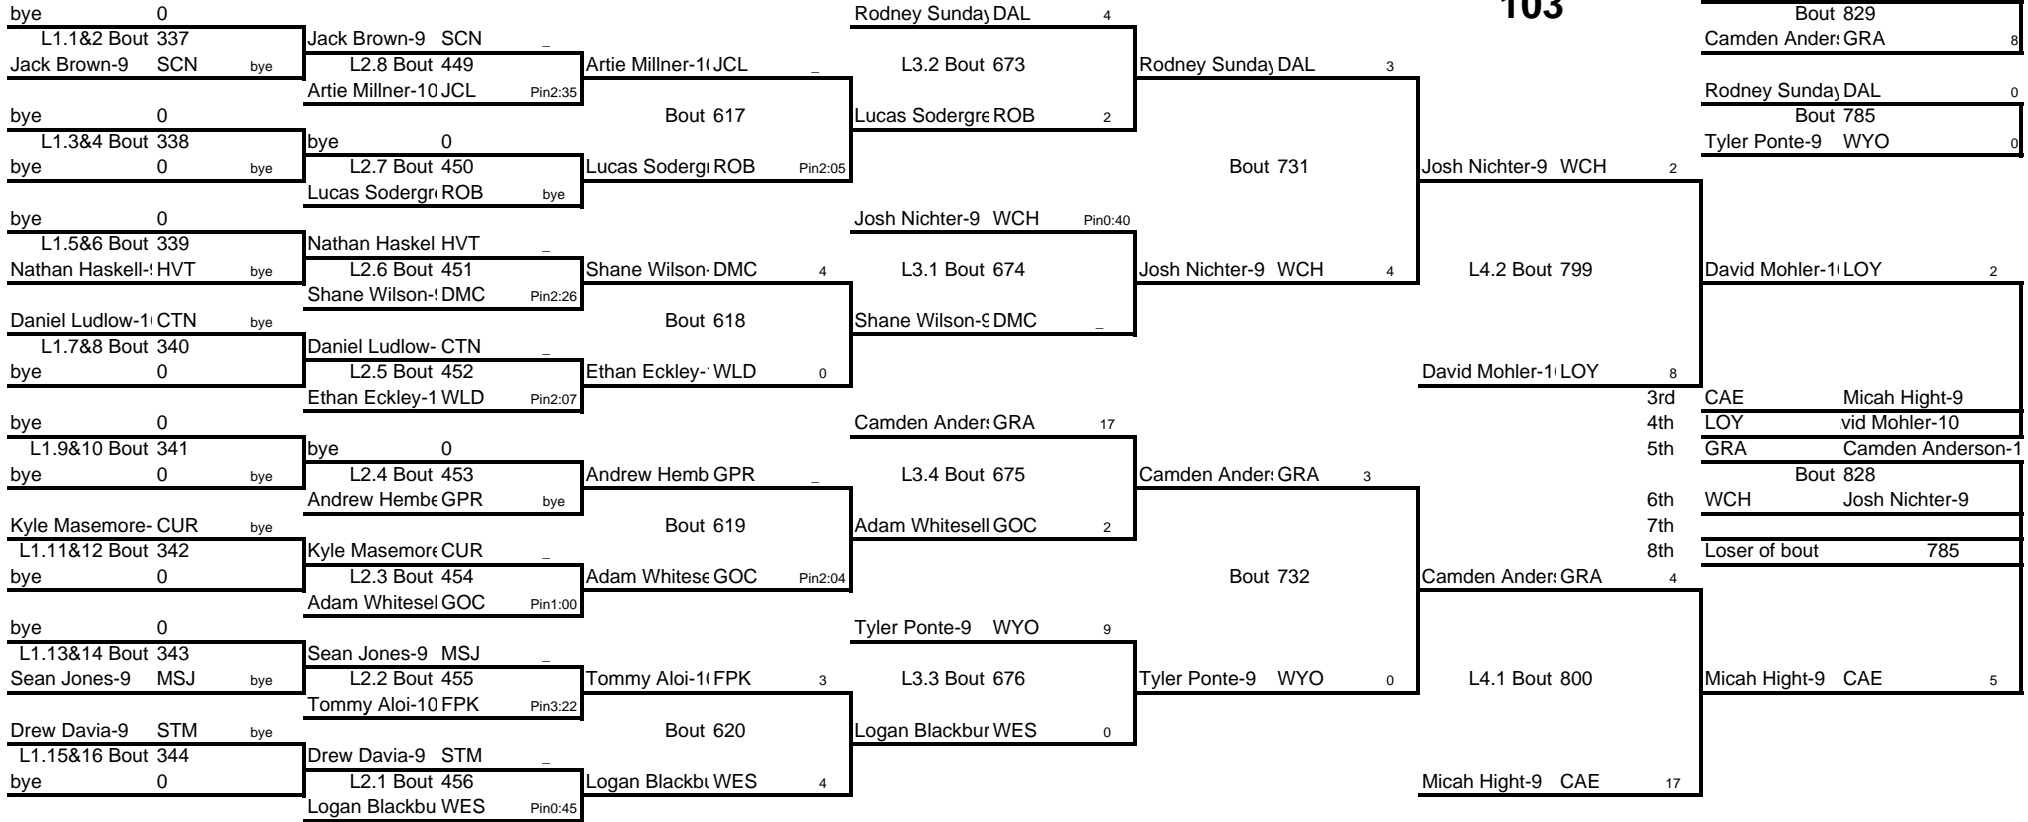 103
bye 0
L1.1&2 Bout 337
Jack Brown-9 SCN bye
bye 0
L1.3&4 Bout 338
bye 0 bye
bye 0
L1.5&6 Bout 339
Nathan Haskell- HVT bye
Daniel Ludlow-1 CTN bye
L1.7&8 Bout 340
bye 0
bye 0
L1.9&10 Bout 341
bye 0 bye
Kyle Masemore- CUR bye
L1.11&12 Bout 342
bye 0
bye 0
L1.13&14 Bout 343
Sean Jones-9 MSJ bye
Drew Davia-9 STM bye
L1.15&16 Bout 344
bye 0
Jack Brown-9 SCN _
L2.8 Bout 449
Artie Millner-10 JCL Pin2:35
bye 0
L2.7 Bout 450
Lucas Sodergr ROB bye
Nathan Haskel HVT _
L2.6 Bout 451
Shane Wilson- DMC Pin2:26
Daniel Ludlow- CTN _
L2.5 Bout 452
Ethan Eckley-1 WLD Pin2:07
bye 0
L2.4 Bout 453
Andrew Hembe GPR bye
Kyle Masemore CUR _
L2.3 Bout 454
Adam Whitesel GOC Pin1:00
Sean Jones-9 MSJ _
L2.2 Bout 455
Tommy Aloi-10 FPK Pin3:22
Drew Davia-9 STM _
L2.1 Bout 456
Logan Blackbu WES Pin0:45
Artie Millner-1 JCL _
Bout 617
Lucas Soderg ROB Pin2:05
Shane Wilson- DMC 4
Bout 618
Ethan Eckley- WLD 0
Andrew Hemb GPR _
Bout 619
Adam Whitese GOC Pin2:04
Tommy Aloi-1 FPK 3
Bout 620
Logan Blackbu WES 4
Rodney Sunday DAL 4
L3.2 Bout 673
Lucas Sodergre ROB 2
Josh Nichter-9 WCH Pin0:40
L3.1 Bout 674
Shane Wilson-9 DMC _
Camden Anders GRA 17
L3.4 Bout 675
Adam Whitesell GOC 2
Tyler Ponte-9 WYO 9
L3.3 Bout 676
Logan Blackbur WES 0
Rodney Sunday DAL 3
Bout 731
Josh Nichter-9 WCH 4
Camden Anders GRA 3
Bout 732
Tyler Ponte-9 WYO 0
Josh Nichter-9 WCH 2
L4.2 Bout 799
David Mohler-1 LOY 8
Camden Anders GRA 4
L4.1 Bout 800
Micah Hight-9 CAE 17
Bout 829
Camden Anders GRA 8
Rodney Sunday DAL 0
Bout 785
Tyler Ponte-9 WYO 0
David Mohler-1 LOY 2
3rd CAE Micah Hight-9
4th LOY vid Mohler-10
5th GRA Camden Anderson-1
Bout 828
6th WCH Josh Nichter-9
7th
8th Loser of bout 785
Micah Hight-9 CAE 5